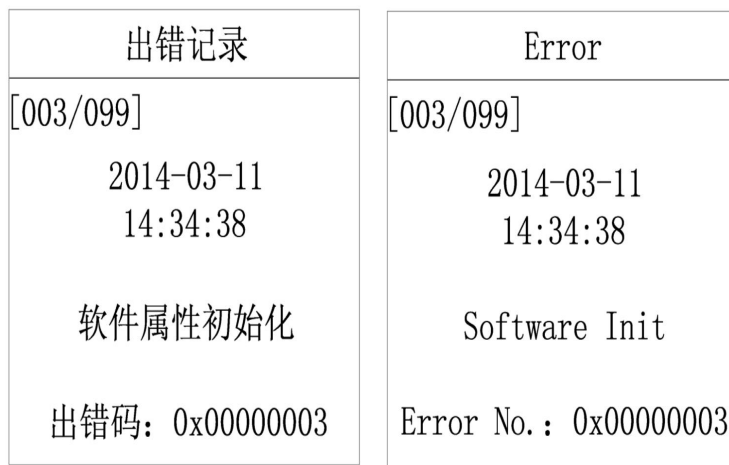 出错记录
[003/099]
2014-03-11
14:34:38
软件属性初始化
出错码：0x00000003
Error
[003/099]
2014-03-11
14:34:38
Software Init
Error No.：0x00000003